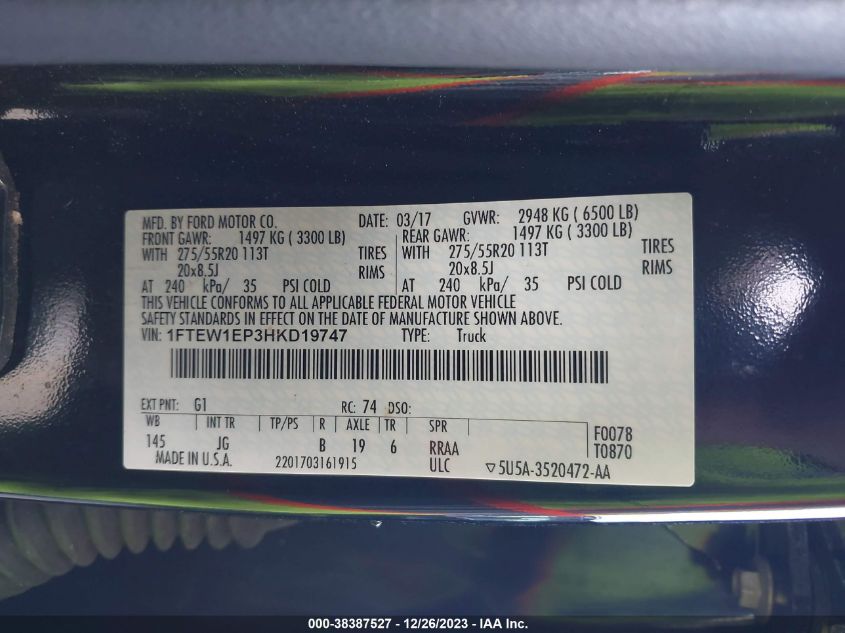 MFD. BY FORD MOTOR CO. DATE: 03/17 GVWR: 2948 KG ( 6500 LB)
FRONT GAWR: 1497 KG ( 3300 LB) REAR GAWR: 1497 KG ( 3300 LB)
WITH 275/55R20 113T TIRES WITH 275/55R20 113T TIRES
20x8.5J RIMS 20x8.5J RIMS
AT 240 kPa/ 35 PSI COLD AT 240 kPa/ 35 PSI COLD
THIS VEHICLE CONFORMS TO ALL APPLICABLE FEDERAL MOTOR VEHICLE
SAFETY STANDARDS IN EFFECT ON THE DATE OF MANUFACTURE SHOWN ABOVE.
VIN: 1FTEW1EP3HKD19747 TYPE: Truck
EXT PNT: G1 RC: 74 DSO:
WB INT TR TP/PS R AXLE TR SPR F0078
145 JG B 19 6 RRAA T0870
MADE IN U.S.A. 2201703161915 ULC ▽5U5A-3520472-AA
000-38387527 - 12/26/2023 - IAA Inc.